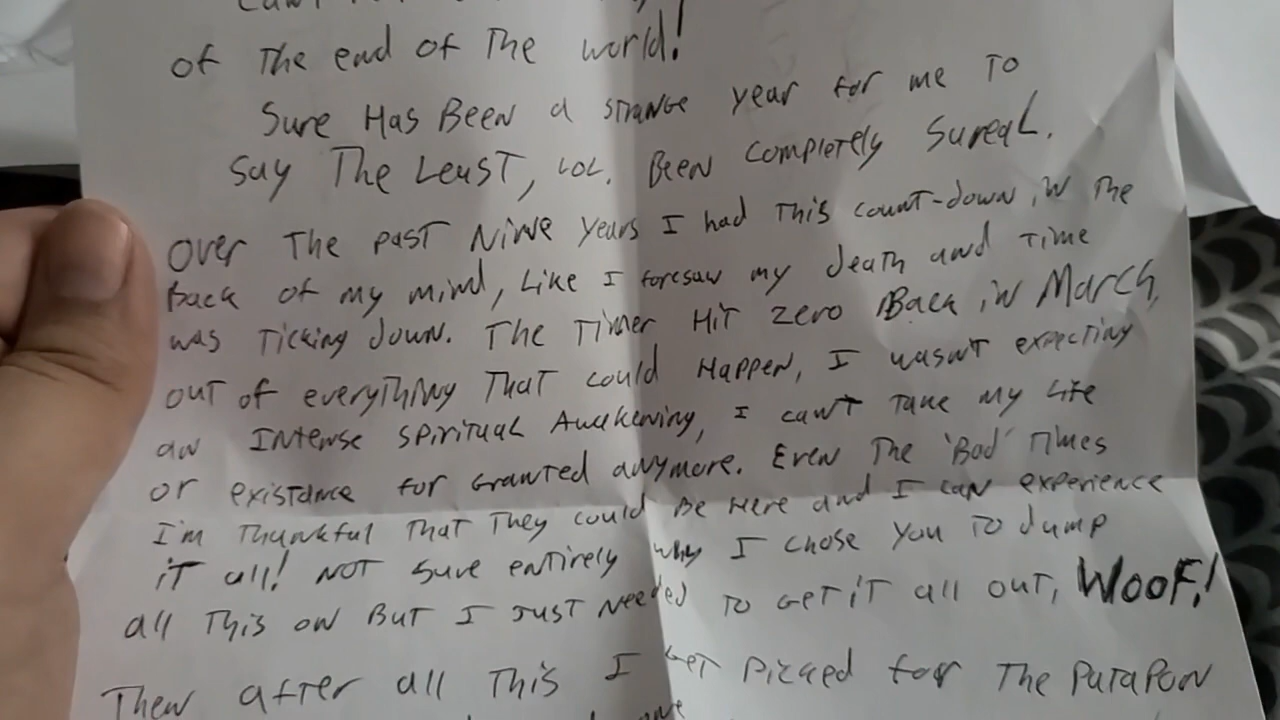 of The end of The world!
Sure Has Been a strange year for me To
Say The Least, LOL. Been completely SureaL.
over The past Nine years I had This count-down in The
Back of my mind, Like I foresaw my death and Time
was Ticking down. The Timer Hit zero Back in March,
out of everyThing That could Happen, I wasn't expecting
an Intense spiritual Awakening, I can't Take my Life
or existance for Granted anymore. Even The 'Bad' Times
I'm Thankful That They could Be Here and I can experience
it all! Not sure entirely why I chose you To dump
all This on But I Just Needed To Get it all out, WOOF!
Then after all This I Get Picked for The Patapon